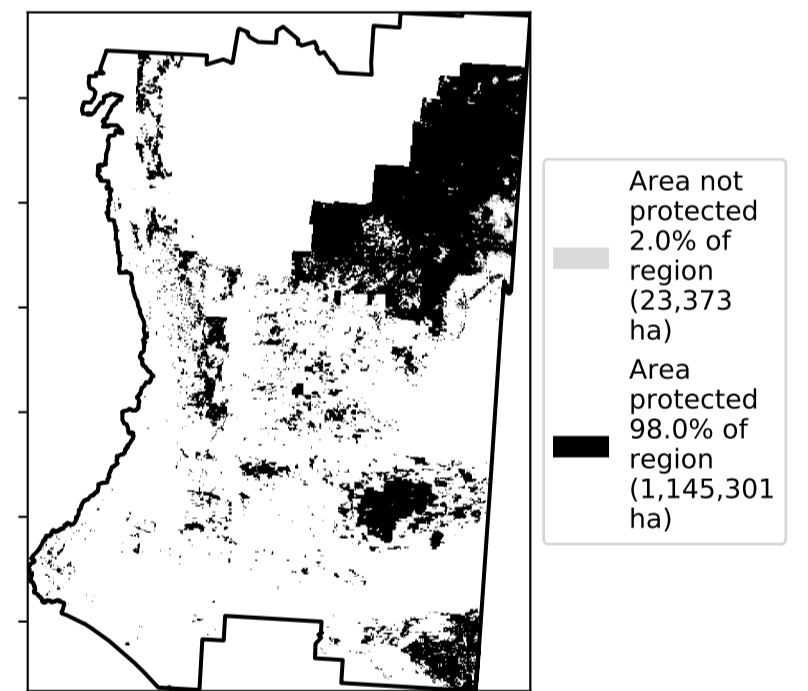 Area not
protected
2.0% of
region
(23,373
ha)
Area
protected
98.0% of
region
(1,145,301
ha)